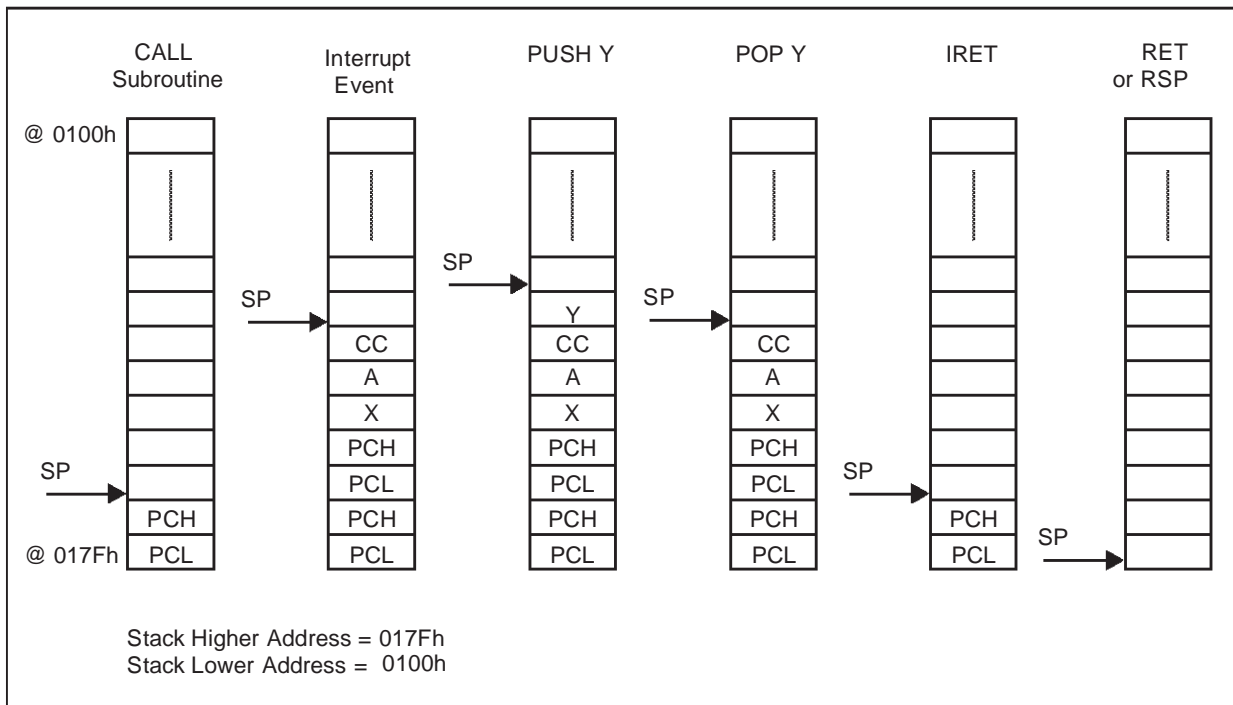 CALL
Subroutine
Interrupt
Event
PUSH Y
POP Y
IRET
RET
or RSP
@ 0100h
SP
SP
SP
Y
CC
CC
CC
A
A
A
X
X
X
PCH
PCH
PCH
SP
SP
PCL
PCL
PCL
PCH
PCH
PCH
PCH
PCH
SP
@ 017Fh
PCL
PCL
PCL
PCL
PCL
Stack Higher Address = 017Fh
Stack Lower Address = 0100h